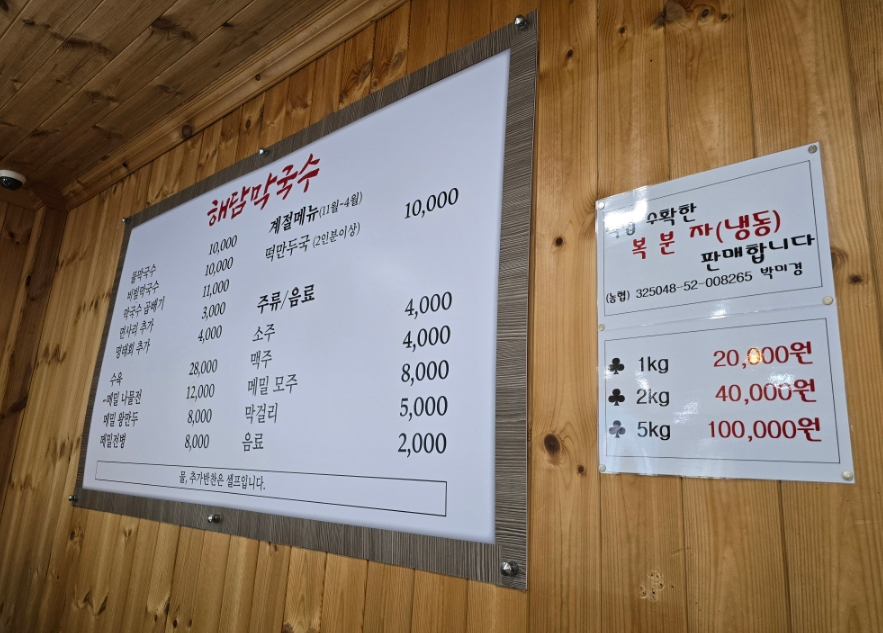 해담막국수
물막국수 10,000
비빔막국수 10,000
막국수 곱배기 11,000
면사리 추가 3,000
명태회 추가 4,000
수육 28,000
메밀 나물전 12,000
메밀 왕만두 8,000
메밀전병 8,000
계절메뉴(11월~4월)
떡만두국 (2인분이상) 10,000
주류/음료
소주 4,000
맥주 4,000
메밀 모주 8,000
막걸리 5,000
음료 2,000
물, 추가반찬은 셀프입니다.
수확한
복 분 자(냉동)
판매합니다
(농협) 325048-52-008265 박미경
♣ 1kg 20,000원
♣ 2kg 40,000원
♣ 5kg 100,000원